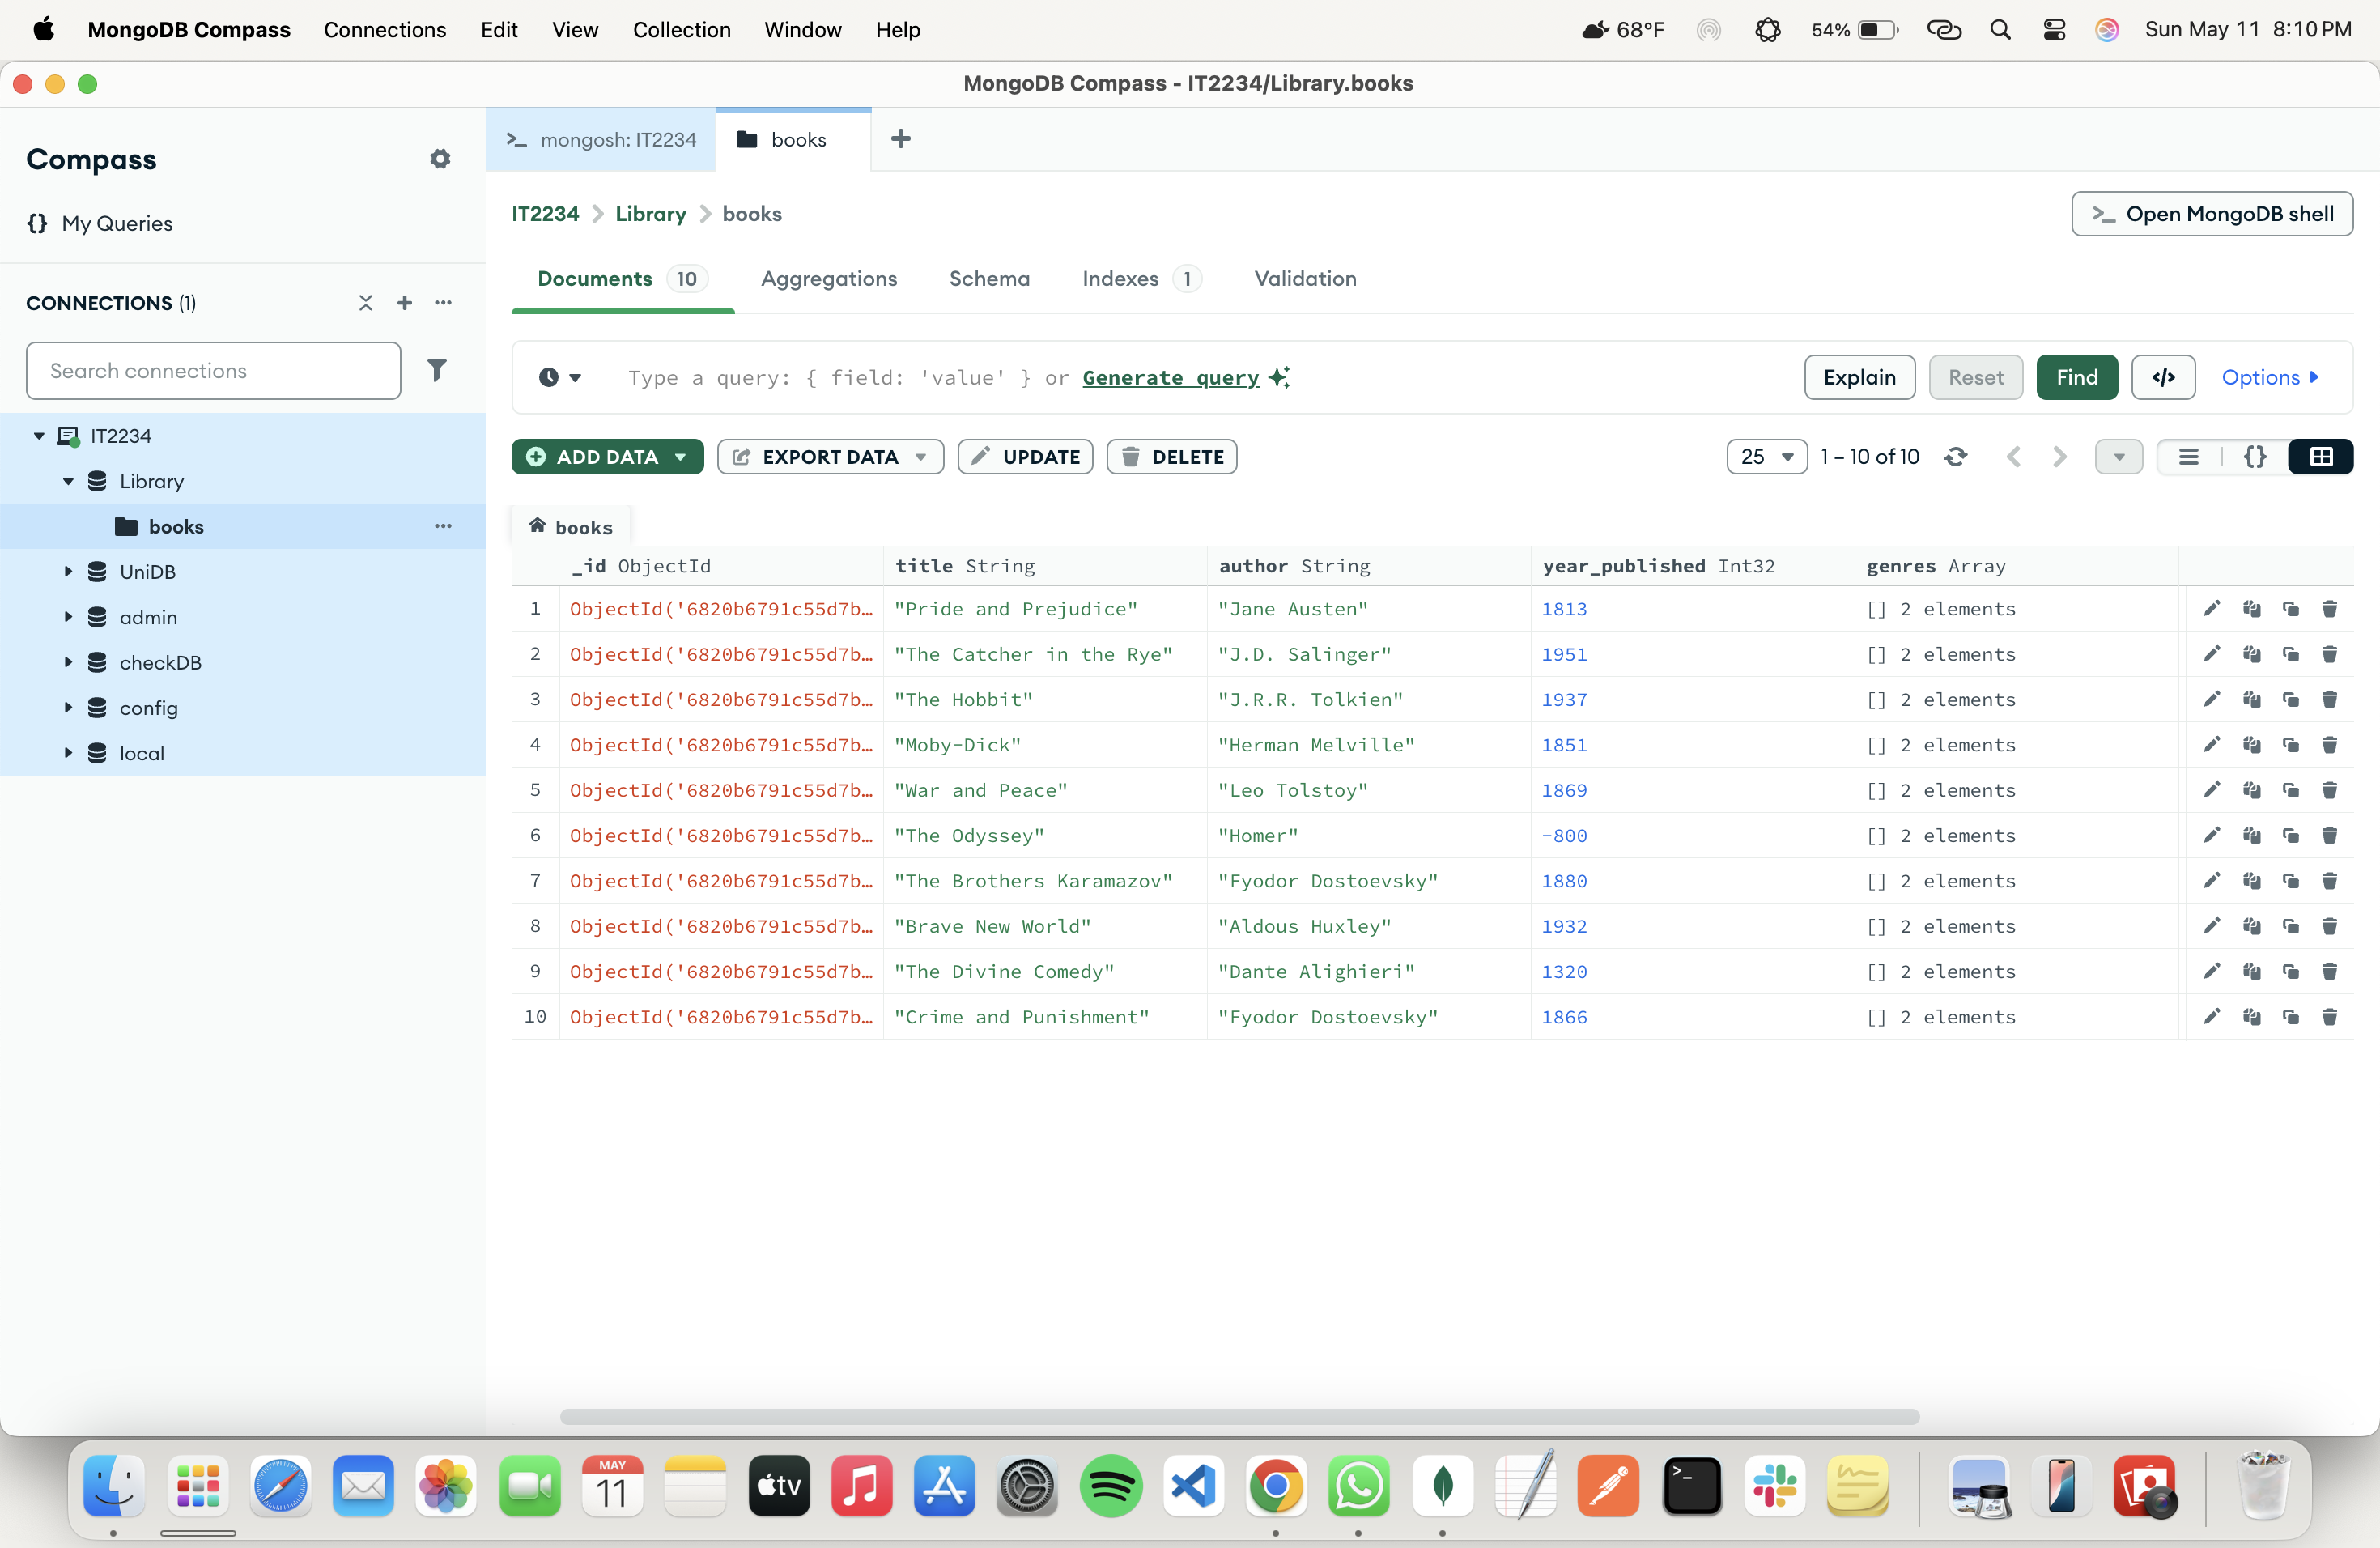 MongoDB Compass Connections Edit View Collection Window Help 68°F 54% Sun May 11 8:10 PM
MongoDB Compass - IT2234/Library.books
Compass
{} My Queries
CONNECTIONS (1)
Search connections
IT2234
Library
books
UniDB
admin
checkDB
config
local
>_ mongosh: IT2234 books +
IT2234 > Library > books >_ Open MongoDB shell
Documents 10 Aggregations Schema Indexes 1 Validation
Type a query: { field: 'value' } or Generate query Explain Reset Find </> Options
ADD DATA EXPORT DATA UPDATE DELETE 25 1 – 10 of 10 {}
books
_id ObjectId title String author String year_published Int32 genres Array
1 ObjectId('6820b6791c55d7b… "Pride and Prejudice" "Jane Austen" 1813 [] 2 elements
2 ObjectId('6820b6791c55d7b… "The Catcher in the Rye" "J.D. Salinger" 1951 [] 2 elements
3 ObjectId('6820b6791c55d7b… "The Hobbit" "J.R.R. Tolkien" 1937 [] 2 elements
4 ObjectId('6820b6791c55d7b… "Moby-Dick" "Herman Melville" 1851 [] 2 elements
5 ObjectId('6820b6791c55d7b… "War and Peace" "Leo Tolstoy" 1869 [] 2 elements
6 ObjectId('6820b6791c55d7b… "The Odyssey" "Homer" -800 [] 2 elements
7 ObjectId('6820b6791c55d7b… "The Brothers Karamazov" "Fyodor Dostoevsky" 1880 [] 2 elements
8 ObjectId('6820b6791c55d7b… "Brave New World" "Aldous Huxley" 1932 [] 2 elements
9 ObjectId('6820b6791c55d7b… "The Divine Comedy" "Dante Alighieri" 1320 [] 2 elements
10 ObjectId('6820b6791c55d7b… "Crime and Punishment" "Fyodor Dostoevsky" 1866 [] 2 elements
MAY
11
tv
>_